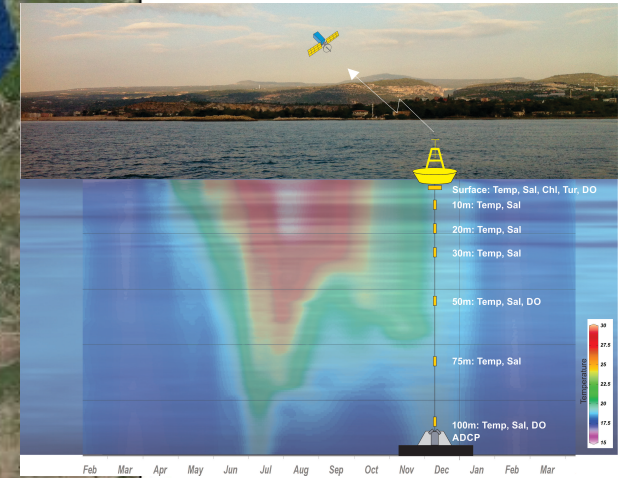 Surface: Temp, Sal, Chl, Tur, DO
10m: Temp, Sal
20m: Temp, Sal
30m: Temp, Sal
50m: Temp, Sal, DO
75m: Temp, Sal
100m: Temp, Sal, DO
ADCP
Temperature
30
27.5
25
22.5
20
17.5
15
Feb Mar Apr May Jun Jul Aug Sep Oct Nov Dec Jan Feb Mar